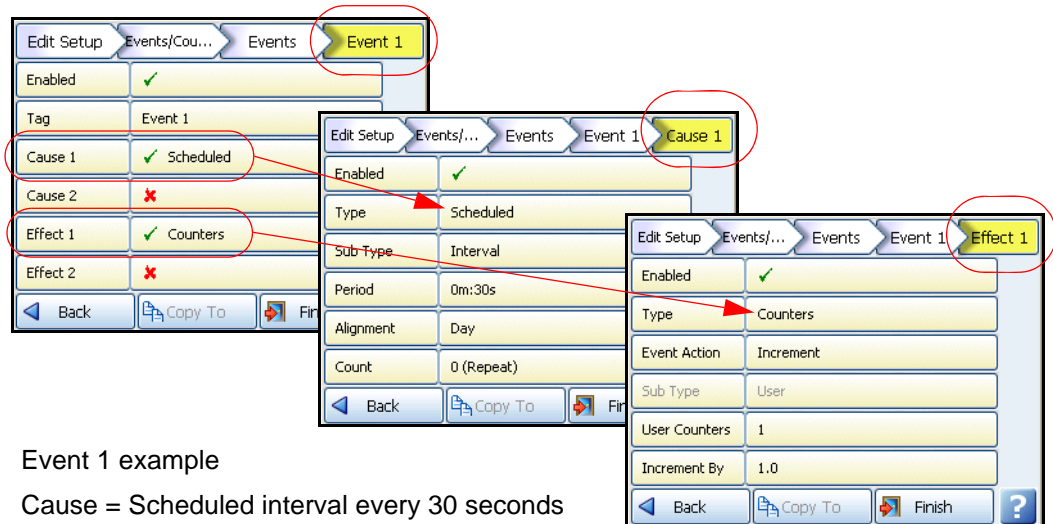 Edit Setup Events/Cou... Events Event 1
Enabled
Tag Event 1
Cause 1 Scheduled
Cause 2
Effect 1 Counters
Effect 2
Back Copy To Fin
Edit Setup Events/... Events Event 1 Cause 1
Enabled
Type Scheduled
Sub Type Interval
Period 0m:30s
Alignment Day
Count 0 (Repeat)
Back Copy To Fin
Edit Setup Events/... Events Event 1 Effect 1
Enabled
Type Counters
Event Action Increment
Sub Type User
User Counters 1
Increment By 1.0
Back Copy To Finish ?
Event 1 example
Cause = Scheduled interval every 30 seconds